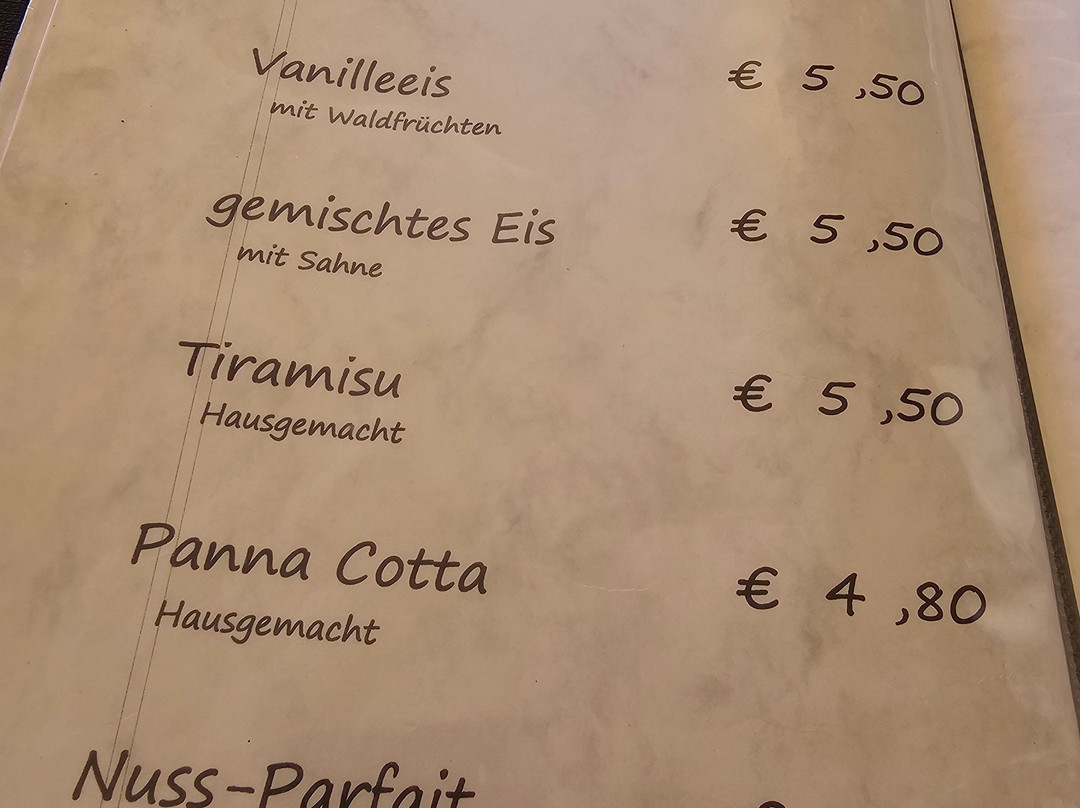 Vanilleeis € 5 ,50
mit Waldfrüchten
gemischtes Eis € 5 ,50
mit Sahne
Tiramisu € 5 ,50
Hausgemacht
Panna Cotta € 4 ,80
Hausgemacht
Nuss-Parfait